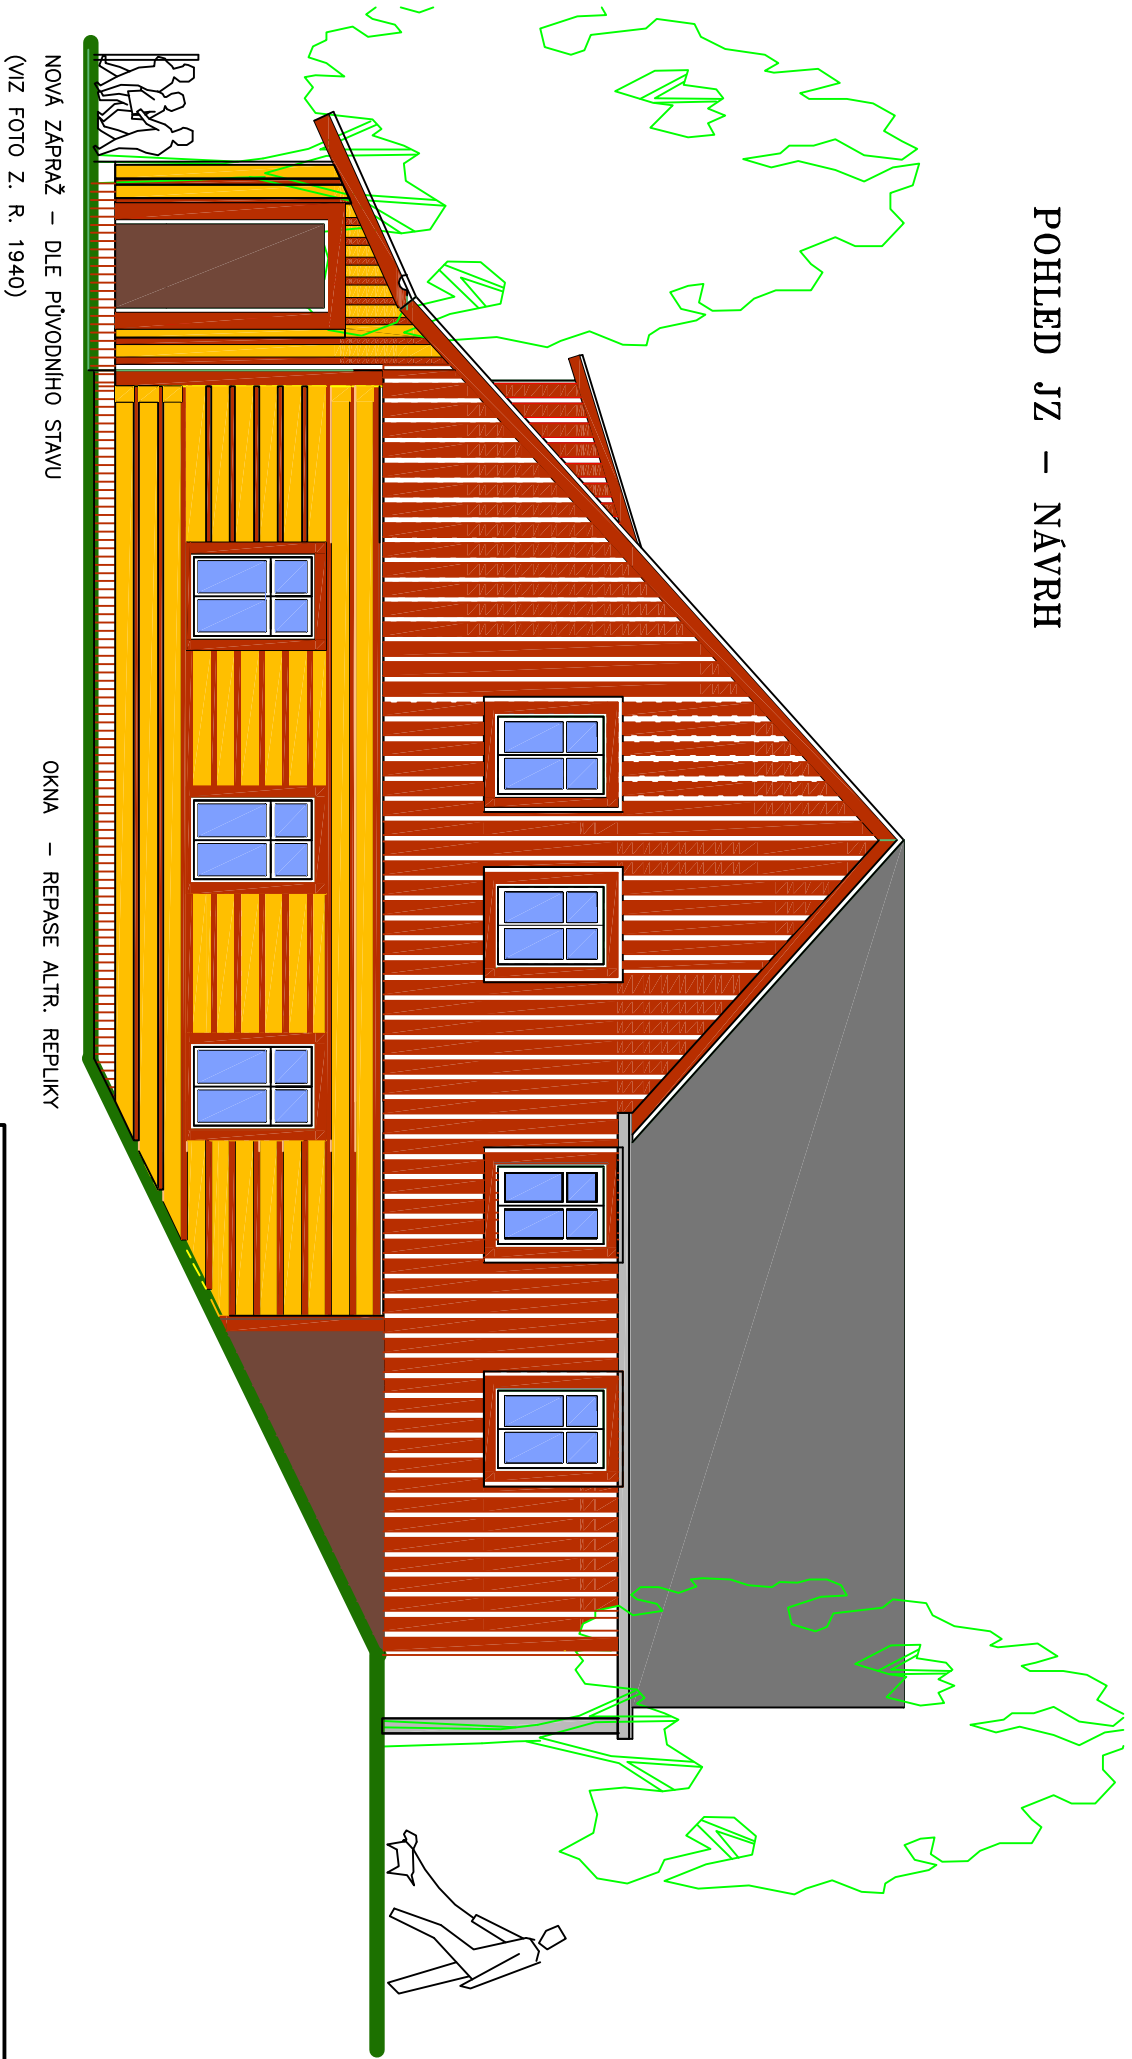 POHLED JZ – NÁVRH
NOVÁ ZÁPRAŽ – DLE PŮVODNÍHO STAVU
(VIZ FOTO Z. R. 1940)
OKNA – REPASE ALTR. REPLIKY